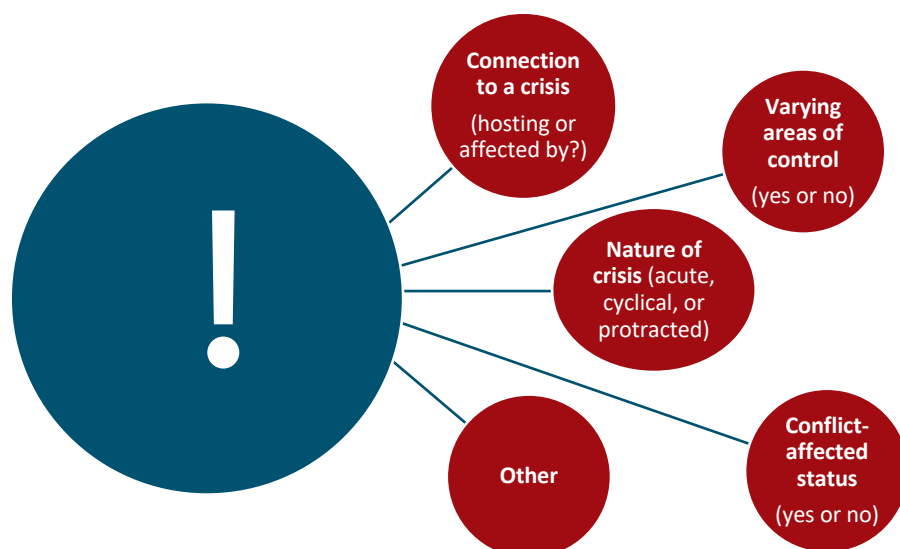 !
Connection
to a crisis
(hosting or
affected by?)
Varying
areas of
control
(yes or no)
Nature of
crisis (acute,
cyclical, or
protracted)
Conflict-
affected
status
(yes or no)
Other